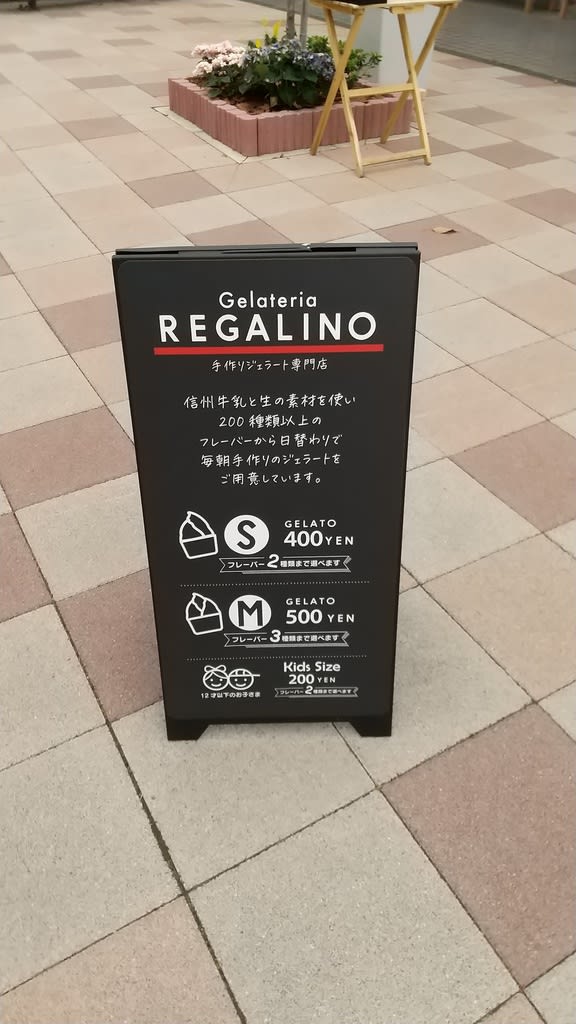 Gelateria
REGALINO
手作りジェラート専門店
信州牛乳と生の素材を使い
200種類以上の
フレーバーから日替わりで
毎朝手作りのジェラートを
ご用意しています。
S GELATO
400YEN
フレーバー2種類まで選べます
M GELATO
500YEN
フレーバー3種類まで選べます
Kids Size
200YEN
12才以下のお子さま
フレーバー2種類まで選べます